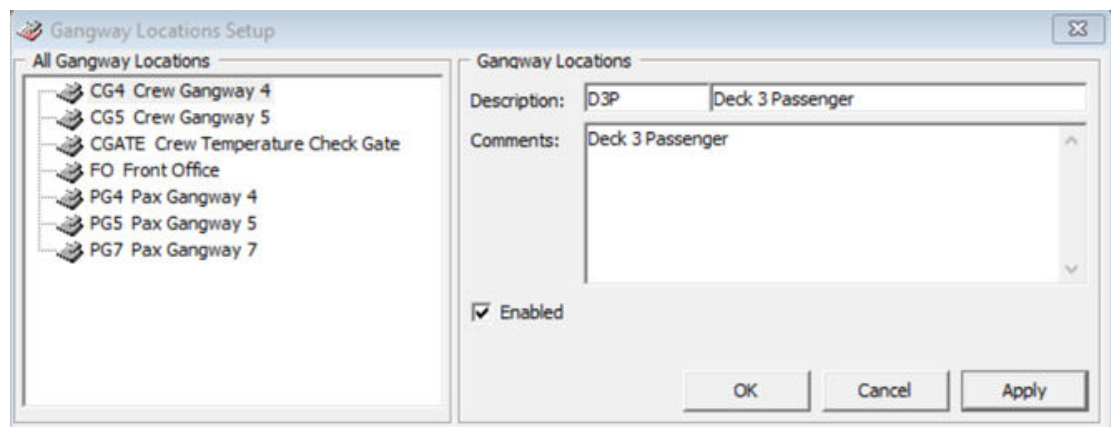 Gangway Locations Setup
All Gangway Locations
CG4 Crew Gangway 4
CG5 Crew Gangway 5
CGATE Crew Temperature Check Gate
FO Front Office
PG4 Pax Gangway 4
PG5 Pax Gangway 5
PG7 Pax Gangway 7
Gangway Locations
Description: D3P Deck 3 Passenger
Comments: Deck 3 Passenger
Enabled
OK Cancel Apply